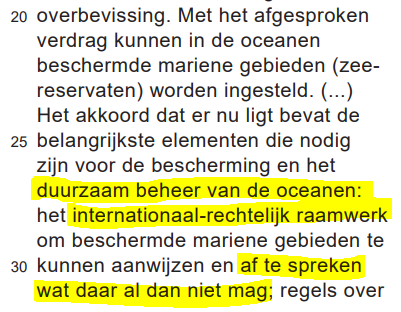 20 overbevissing. Met het afgesproken
verdrag kunnen in de oceanen
beschermde mariene gebieden (zee-
reservaten) worden ingesteld. (...)
Het akkoord dat er nu ligt bevat de
25 belangrijkste elementen die nodig
zijn voor de bescherming en het
duurzaam beheer van de oceanen:
het internationaal-rechtelijk raamwerk
om beschermde mariene gebieden te
30 kunnen aanwijzen en af te spreken
wat daar al dan niet mag; regels over